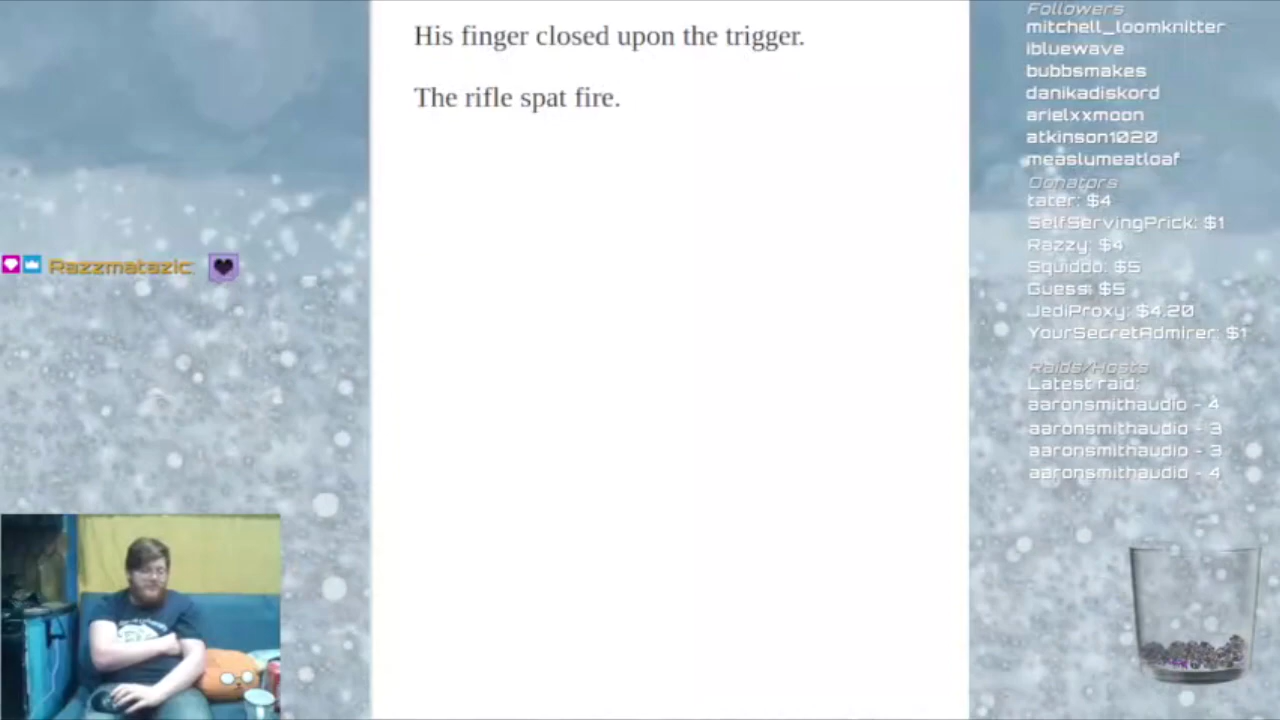 His finger closed upon the trigger.
The rifle spat fire.
Razzmatazic:
Followers
mitchell_loomknitter
ibluewave
bubbsmakes
danikadiskord
arielxxmoon
atkinson1020
measlumeatloaf
Donators
tater: $4
SelfServingPrick: $1
Razzy: $4
Squidoo: $5
Guess: $5
JediProxy: $4.20
YourSecretAdmirer: $1
Raids/Hosts
Latest raid:
aaronsmithaudio - 4
aaronsmithaudio - 3
aaronsmithaudio - 3
aaronsmithaudio - 4